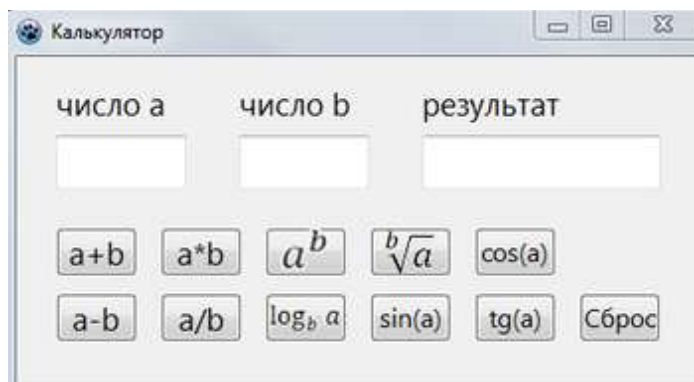 Калькулятор
число a число b результат
a+b a*b a^b ᵇ√a cos(a)
a-b a/b log_b a sin(a) tg(a) Сброс